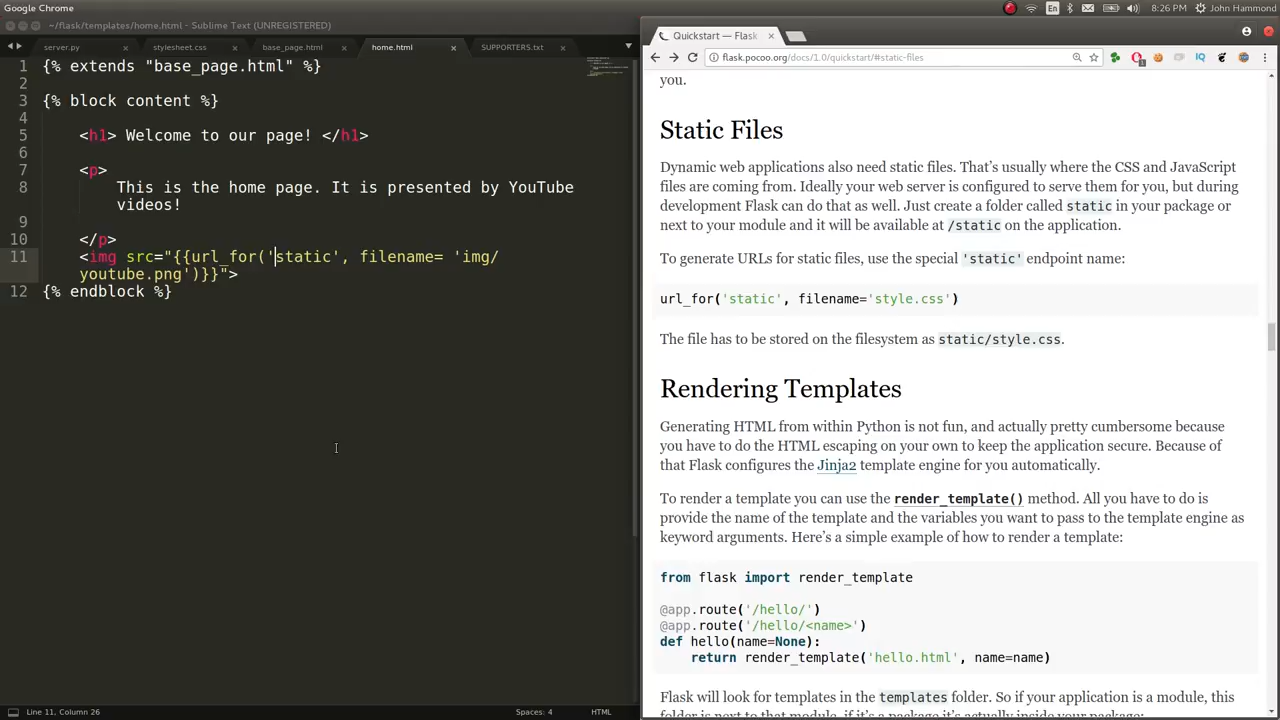 Google Chrome
En
8:26 PM
John Hammond
~/flask/templates/home.html - Sublime Text (UNREGISTERED)
server.py
stylesheet.css
base_page.html
home.html
SUPPORTERS.txt
1 {% extends "base_page.html" %}
2
3 {% block content %}
4
5 <h1> Welcome to our page! </h1>
6
7 <p>
8 This is the home page. It is presented by YouTube
videos!
9
10 </p>
11 <img src="{{url_for('static', filename= 'img/
youtube.png')}}">
12 {% endblock %}
Line 11, Column 26
Spaces: 4
HTML
Quickstart — Flask
flask.pocoo.org/docs/1.0/quickstart/#static-files
you.
Static Files
Dynamic web applications also need static files. That’s usually where the CSS and JavaScript
files are coming from. Ideally your web server is configured to serve them for you, but during
development Flask can do that as well. Just create a folder called static in your package or
next to your module and it will be available at /static on the application.
To generate URLs for static files, use the special 'static' endpoint name:
url_for('static', filename='style.css')
The file has to be stored on the filesystem as static/style.css.
Rendering Templates
Generating HTML from within Python is not fun, and actually pretty cumbersome because
you have to do the HTML escaping on your own to keep the application secure. Because of
that Flask configures the Jinja2 template engine for you automatically.
To render a template you can use the render_template() method. All you have to do is
provide the name of the template and the variables you want to pass to the template engine as
keyword arguments. Here’s a simple example of how to render a template:
from flask import render_template
@app.route('/hello/')
@app.route('/hello/<name>')
def hello(name=None):
return render_template('hello.html', name=name)
Flask will look for templates in the templates folder. So if your application is a module, this
folder is next to that module, if it’s a package it’s actually inside your package: